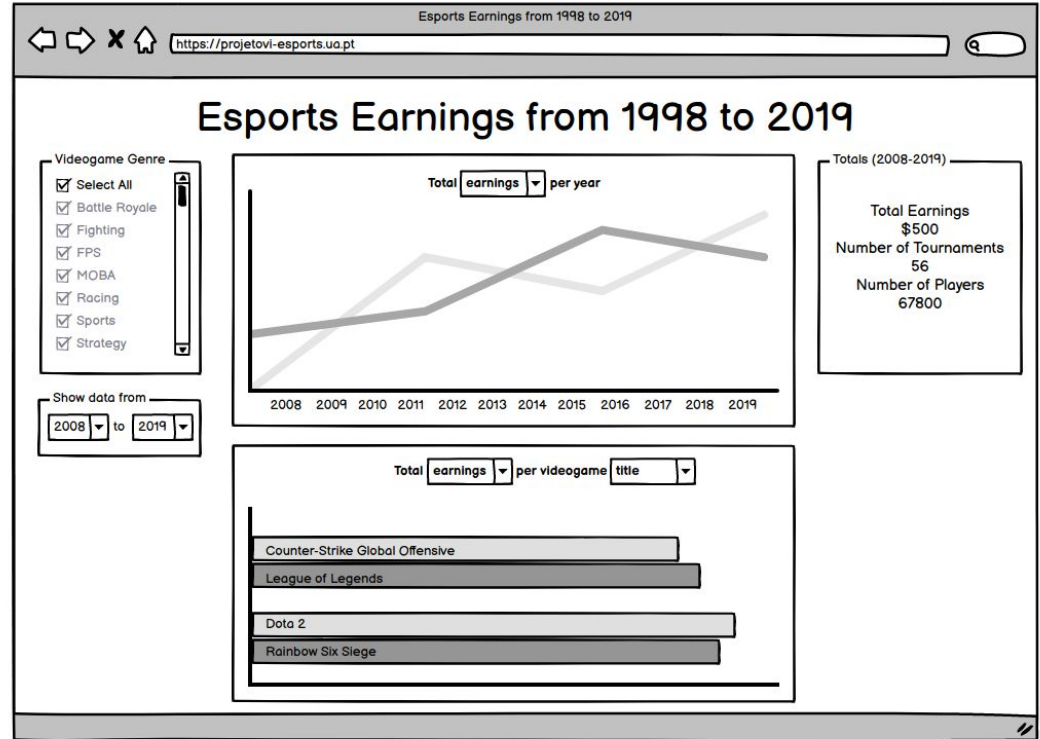 Esports Earnings from 1998 to 2019
https://projetovi-esports.ua.pt
Esports Earnings from 1998 to 2019
Videogame Genre
Select All
Battle Royale
Fighting
FPS
MOBA
Racing
Sports
Strategy
Show data from
2008 to 2019
Total earnings per year
2008 2009 2010 2011 2012 2013 2014 2015 2016 2017 2018 2019
Total earnings per videogame title
Counter-Strike Global Offensive
League of Legends
Dota 2
Rainbow Six Siege
Totals (2008-2019)
Total Earnings
$500
Number of Tournaments
56
Number of Players
67800